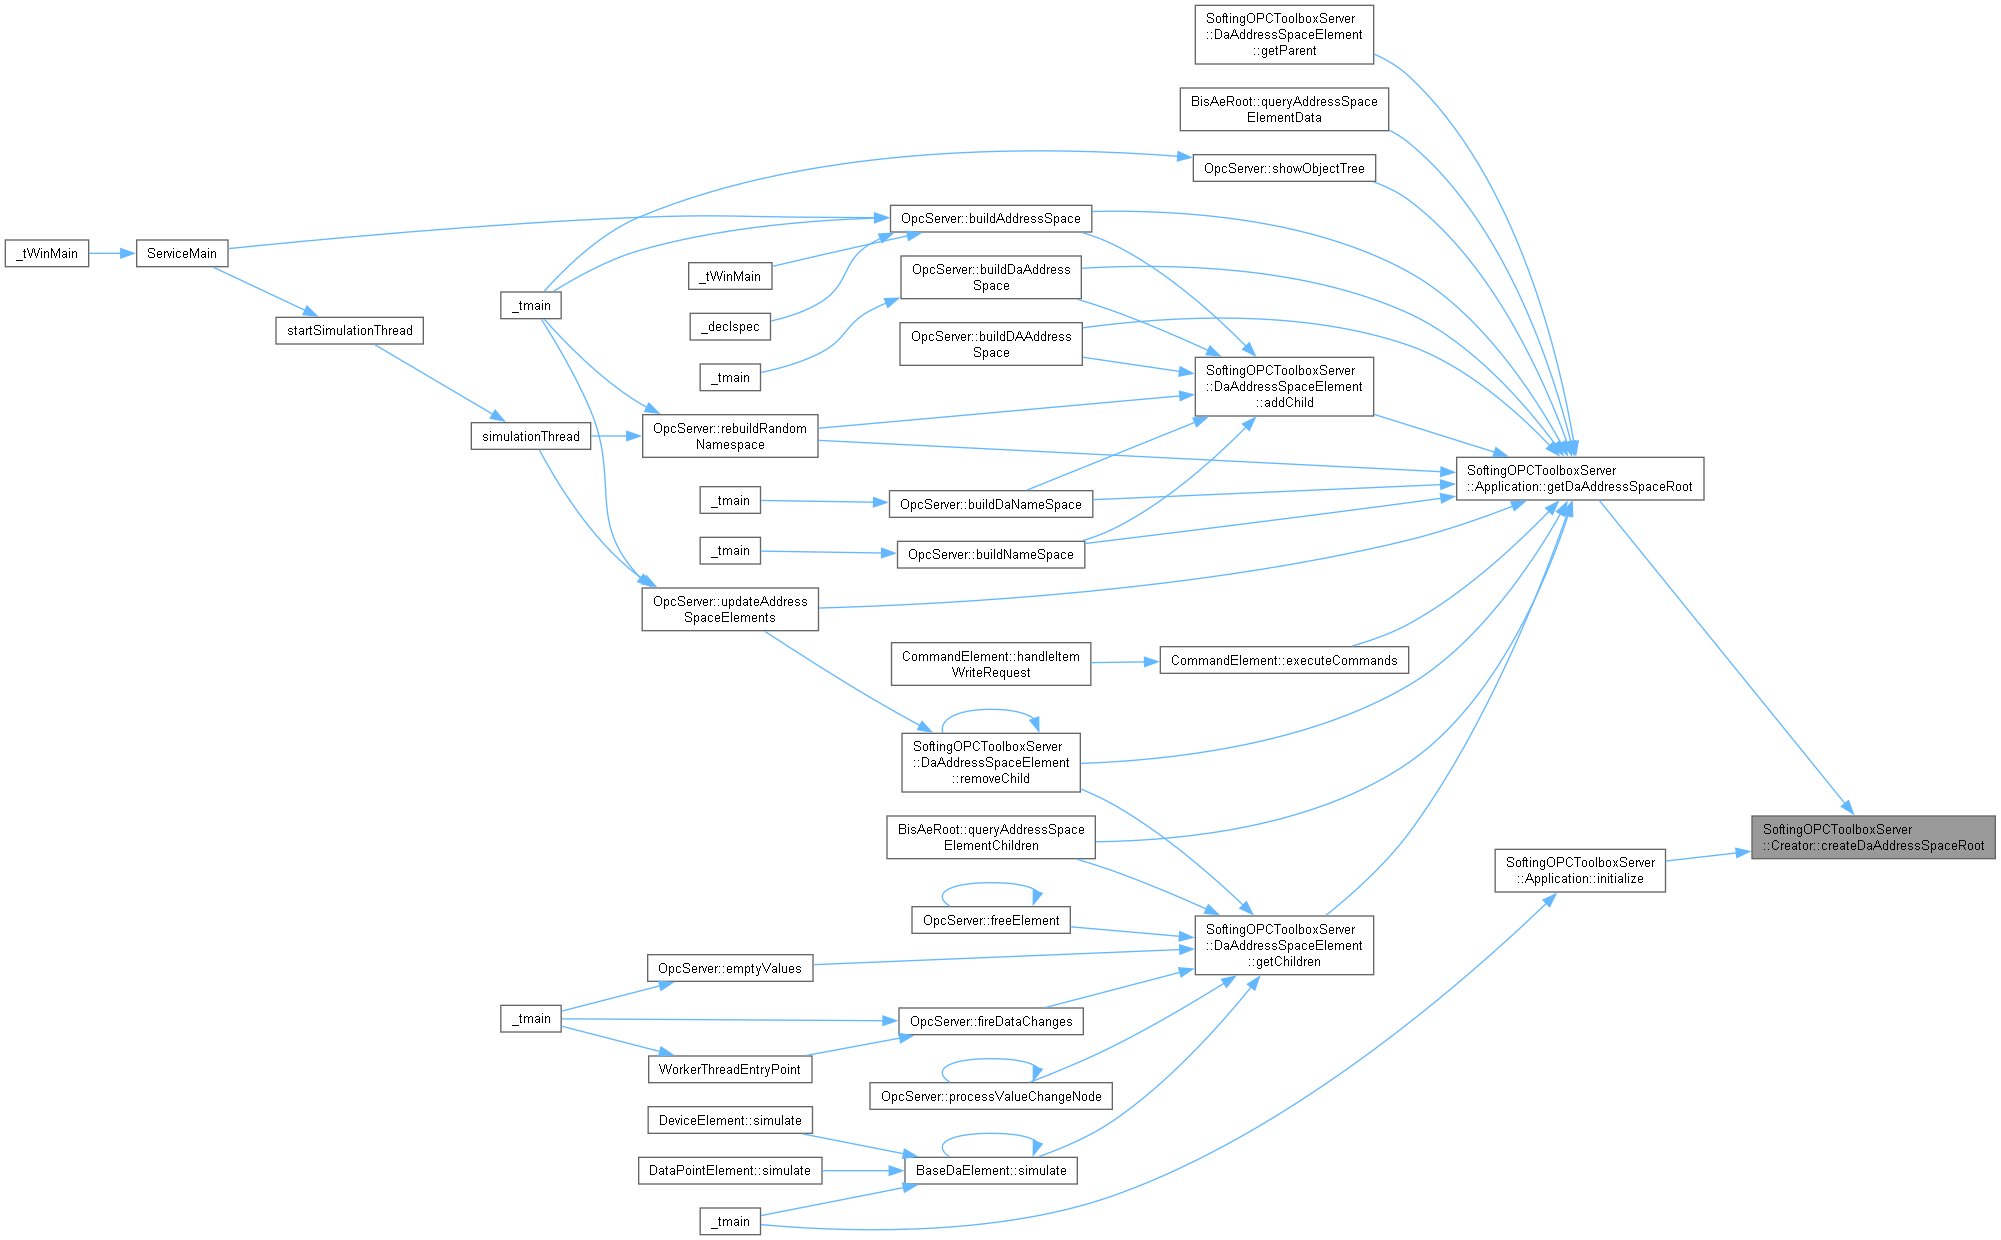 SoftingOPCToolboxServer
::DaAddressSpaceElement
::getParent
BisAeRoot::queryAddressSpace
ElementData
OpcServer::showObjectTree
OpcServer::buildAddressSpace
_tWinMain
ServiceMain
_tWinMain
OpcServer::buildDaAddress
Space
_tmain
startSimulationThread
_declspec
OpcServer::buildDAAddress
Space
_tmain
SoftingOPCToolboxServer
::DaAddressSpaceElement
::addChild
simulationThread
OpcServer::rebuildRandom
Namespace
SoftingOPCToolboxServer
::Application::getDaAddressSpaceRoot
_tmain
OpcServer::buildDaNameSpace
_tmain
OpcServer::buildNameSpace
OpcServer::updateAddress
SpaceElements
CommandElement::handleItem
WriteRequest
CommandElement::executeCommands
SoftingOPCToolboxServer
::DaAddressSpaceElement
::removeChild
BisAeRoot::queryAddressSpace
ElementChildren
SoftingOPCToolboxServer
::Creator::createDaAddressSpaceRoot
SoftingOPCToolboxServer
::Application::initialize
OpcServer::freeElement
SoftingOPCToolboxServer
::DaAddressSpaceElement
::getChildren
OpcServer::emptyValues
_tmain
OpcServer::fireDataChanges
WorkerThreadEntryPoint
OpcServer::processValueChangeNode
DeviceElement::simulate
DataPointElement::simulate
BaseDaElement::simulate
_tmain